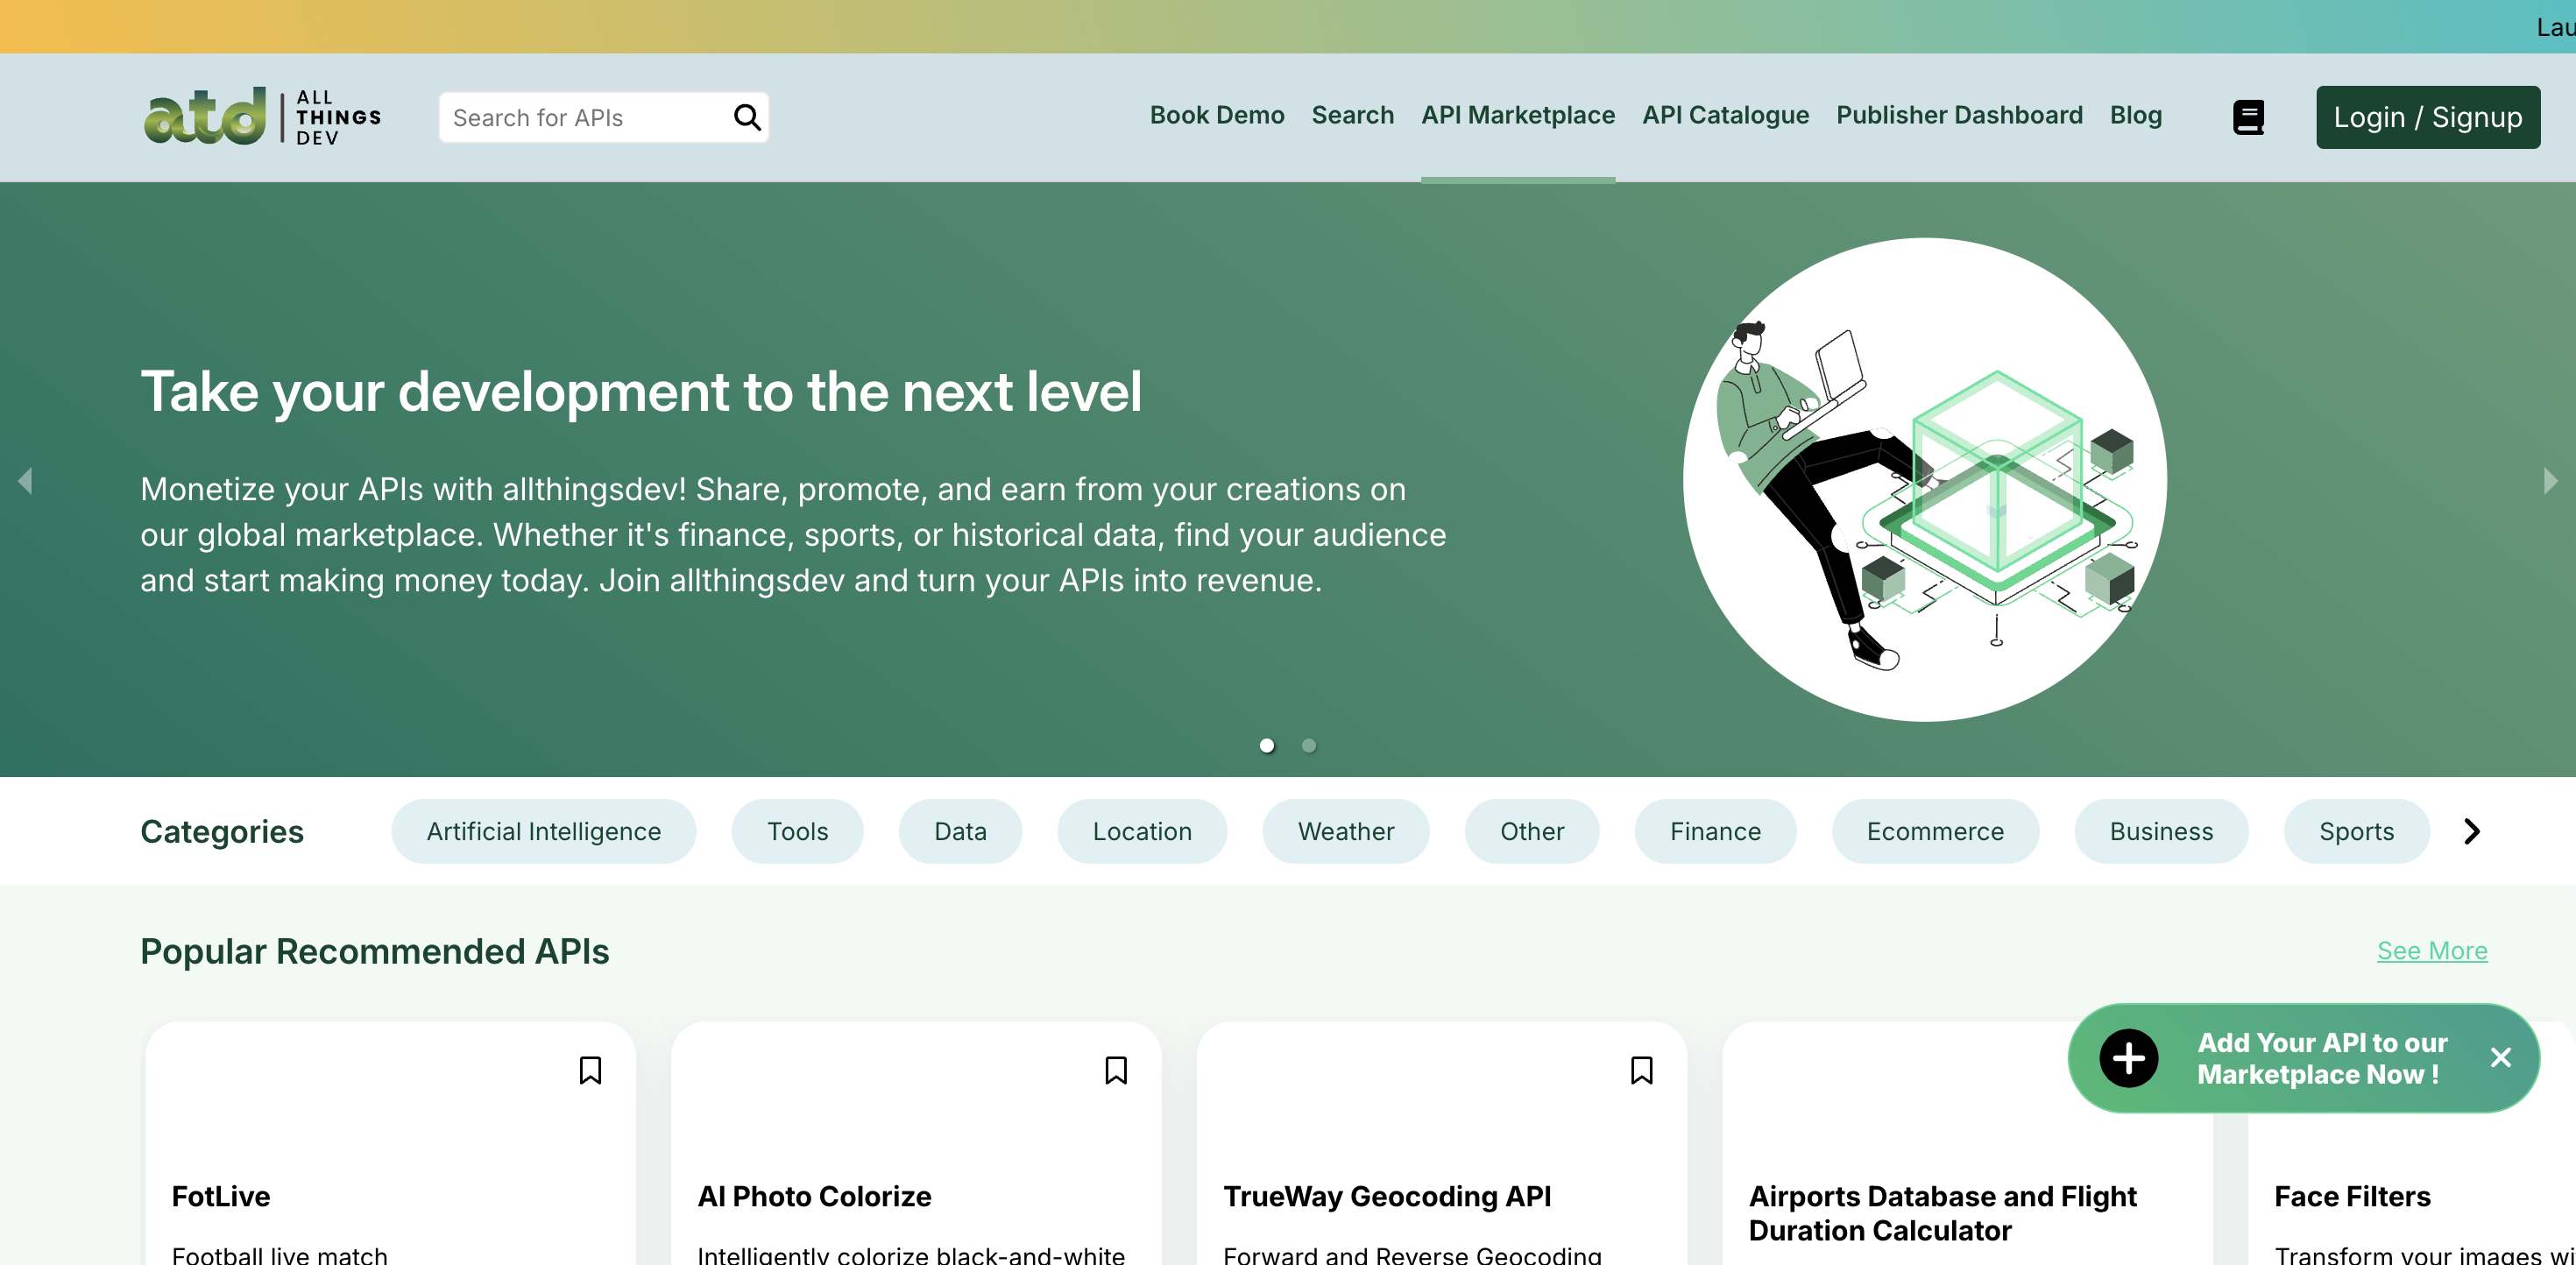 Lau
atd
ALL
THINGS
DEV
Search for APIs
Book Demo
Search
API Marketplace
API Catalogue
Publisher Dashboard
Blog
Login / Signup
Take your development to the next level
Monetize your APIs with allthingsdev! Share, promote, and earn from your creations on
our global marketplace. Whether it's finance, sports, or historical data, find your audience
and start making money today. Join allthingsdev and turn your APIs into revenue.
Categories
Artificial Intelligence
Tools
Data
Location
Weather
Other
Finance
Ecommerce
Business
Sports
Popular Recommended APIs
See More
Add Your API to our
Marketplace Now !
FotLive
Football live match
AI Photo Colorize
Intelligently colorize black-and-white
TrueWay Geocoding API
Forward and Reverse Geocoding
Airports Database and Flight
Duration Calculator
Face Filters
Transform your images wi